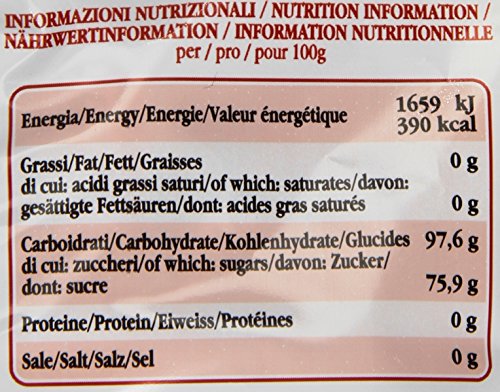 INFORMAZIONI NUTRIZIONALI / NUTRITION INFORMATION /
NÄHRWERTINFORMATION / INFORMATION NUTRITIONNELLE
per / pro / pour 100g
Energia/Energy/Energie/Valeur énergétique 1659 kJ
390 kcal
Grassi/Fat/Fett/Graisses 0 g
di cui: acidi grassi saturi/of which: saturates/davon:
gesättigte Fettsäuren/dont: acides gras saturés 0 g
Carboidrati/Carbohydrate/Kohlenhydrate/Glucides 97,6 g
di cui: zuccheri/of which: sugars/davon: Zucker/
dont: sucre 75,9 g
Proteine/Protein/Eiweiss/Protéines 0 g
Sale/Salt/Salz/Sel 0 g